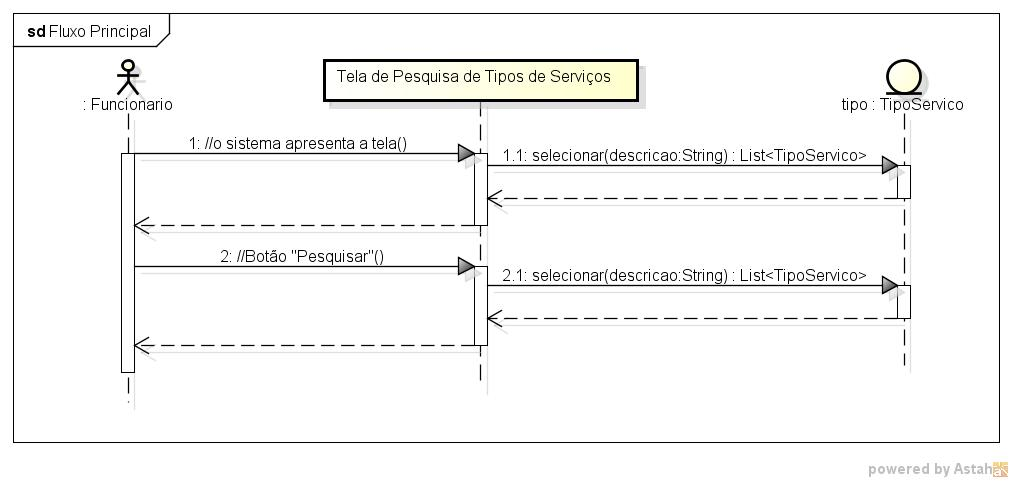 sd Fluxo Principal
Tela de Pesquisa de Tipos de Serviços
: Funcionario
tipo : TipoServico
1: //o sistema apresenta a tela()
1.1: selecionar(descricao:String) : List<TipoServico>
2: //Botão "Pesquisar"()
2.1: selecionar(descricao:String) : List<TipoServico>
powered by Astah